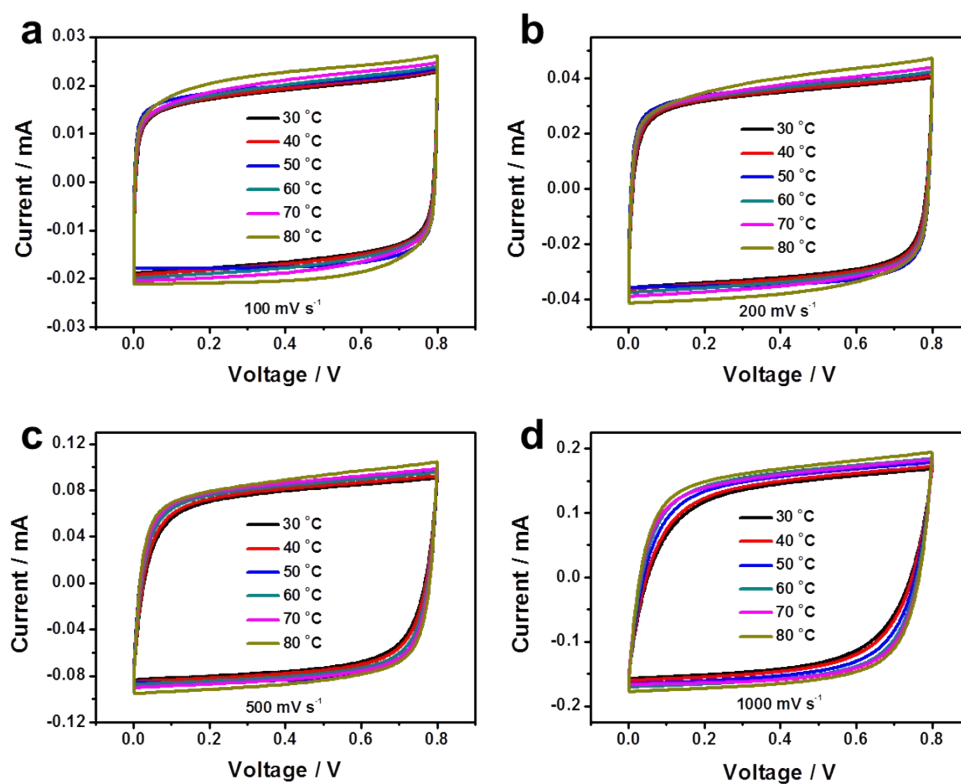 a
0.03
0.02
0.01
0.00
-0.01
-0.02
-0.03
Current / mA
30 °C
40 °C
50 °C
60 °C
70 °C
80 °C
100 mV s⁻¹
0.0 0.2 0.4 0.6 0.8
Voltage / V
b
0.04
0.02
0.00
-0.02
-0.04
Current / mA
30 °C
40 °C
50 °C
60 °C
70 °C
80 °C
200 mV s⁻¹
0.0 0.2 0.4 0.6 0.8
Voltage / V
c
0.12
0.08
0.04
0.00
-0.04
-0.08
-0.12
Current / mA
30 °C
40 °C
50 °C
60 °C
70 °C
80 °C
500 mV s⁻¹
0.0 0.2 0.4 0.6 0.8
Voltage / V
d
0.2
0.1
0.0
-0.1
-0.2
Current / mA
30 °C
40 °C
50 °C
60 °C
70 °C
80 °C
1000 mV s⁻¹
0.0 0.2 0.4 0.6 0.8
Voltage / V